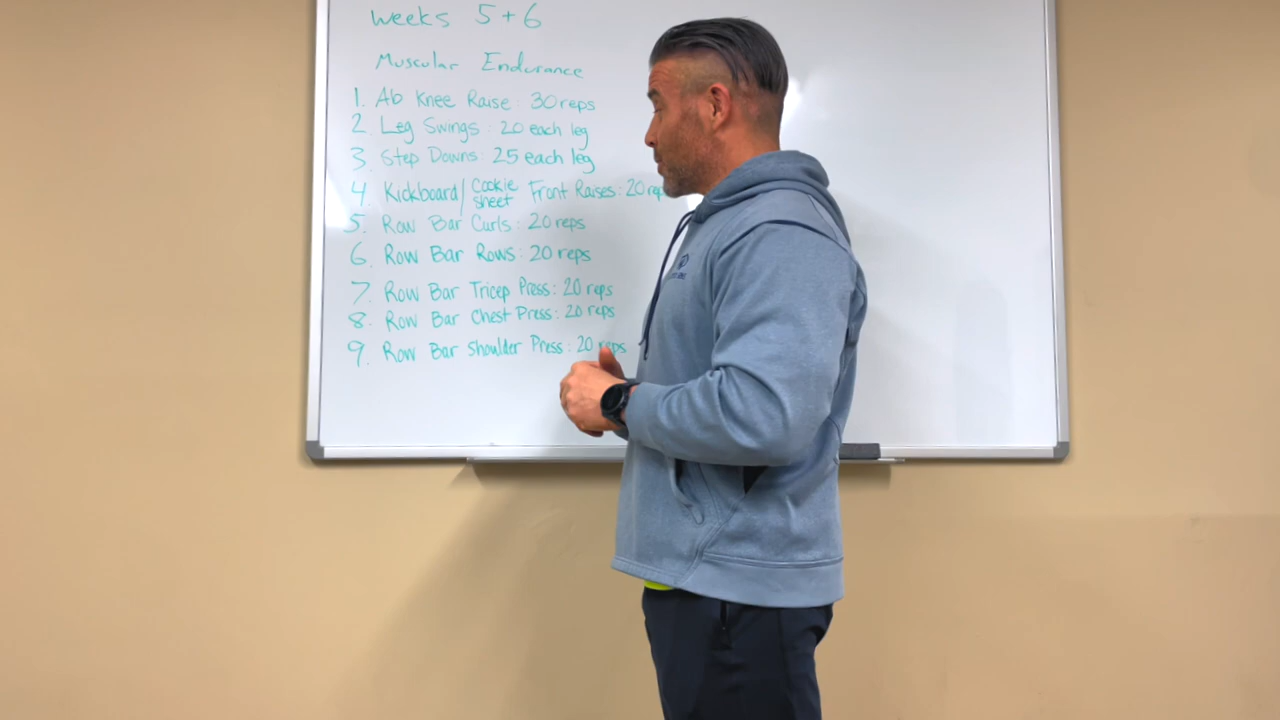 Weeks 5+6
Muscular Endurance
1. Ab Knee Raise: 30 reps
2. Leg Swings: 20 each leg
3. Step Downs: 25 each leg
4. Kickboard/Cookie sheet Front Raises: 20
5. Row Bar Curls: 20 reps
6. Row Bar Rows: 20 reps
7. Row Bar Tricep Press: 20 reps
8. Row Bar Chest Press: 20 reps
9. Row Bar Shoulder Press: 20 reps